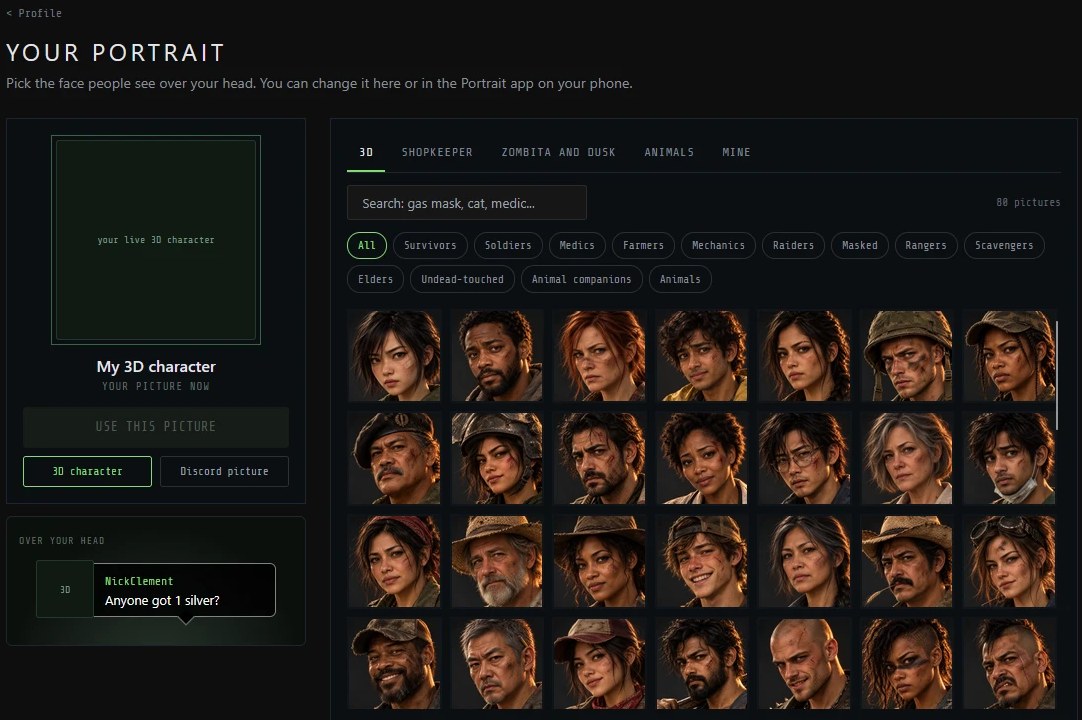 < Profile
YOUR PORTRAIT
Pick the face people see over your head. You can change it here or in the Portrait app on your phone.
your live 3D character
My 3D character
YOUR PICTURE NOW
USE THIS PICTURE
3D character Discord picture
OVER YOUR HEAD
3D
NickClement
Anyone got 1 silver?
3D SHOPKEEPER ZOMBITA AND DUSK ANIMALS MINE
Search: gas mask, cat, medic...
80 pictures
All Survivors Soldiers Medics Farmers Mechanics Raiders Masked Rangers Scavengers
Elders Undead-touched Animal companions Animals